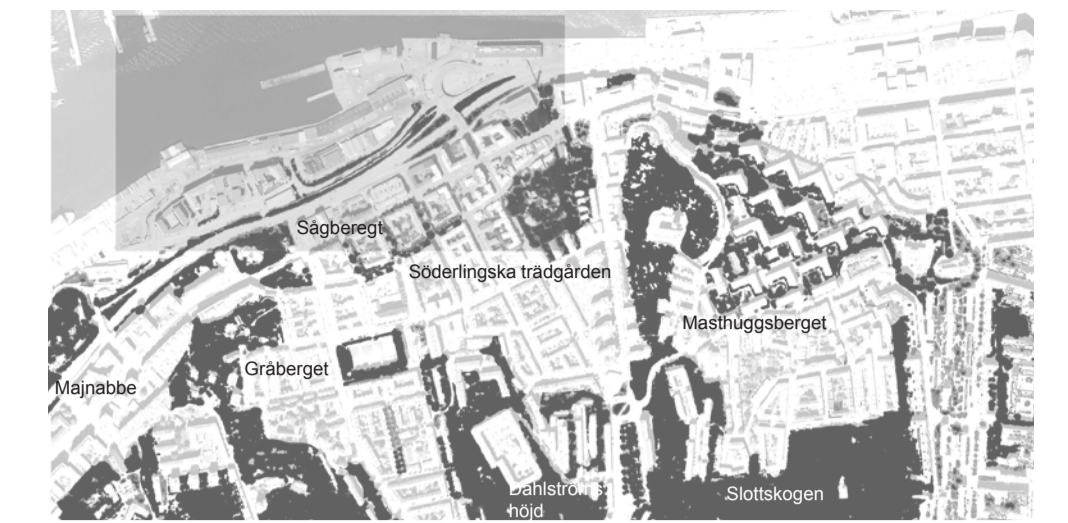 Sågberegt
Söderlingska trädgården
Masthuggsberget
Gråberget
Majnabbe
Dahlströms
höjd
Slottskogen